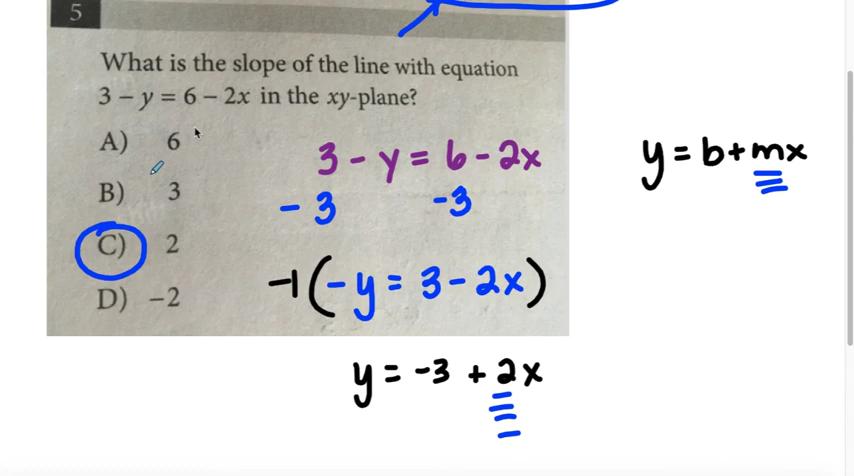 5
What is the slope of the line with equation
3 − y = 6 − 2x in the xy-plane?
A) 6
B) 3
C) 2
D) −2
3 - y = 6 - 2x
- 3 -3
-1(-y = 3 - 2x)
y = -3 + 2x
y = b + mx